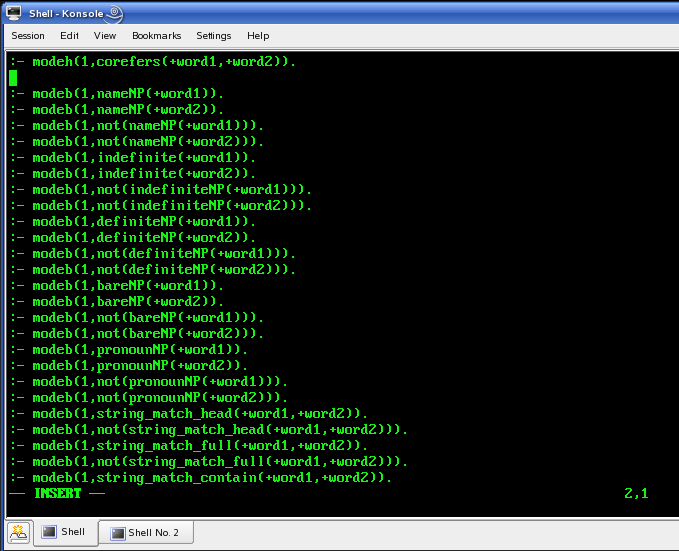 Shell - Konsole
Session Edit View Bookmarks Settings Help
:- modeh(1,corefers(+word1,+word2)).
:- modeb(1,nameNP(+word1)).
:- modeb(1,nameNP(+word2)).
:- modeb(1,not(nameNP(+word1))).
:- modeb(1,not(nameNP(+word2))).
:- modeb(1,indefinite(+word1)).
:- modeb(1,indefinite(+word2)).
:- modeb(1,not(indefiniteNP(+word1))).
:- modeb(1,not(indefiniteNP(+word2))).
:- modeb(1,definiteNP(+word1)).
:- modeb(1,definiteNP(+word2)).
:- modeb(1,not(definiteNP(+word1))).
:- modeb(1,not(definiteNP(+word2))).
:- modeb(1,bareNP(+word1)).
:- modeb(1,bareNP(+word2)).
:- modeb(1,not(bareNP(+word1))).
:- modeb(1,not(bareNP(+word2))).
:- modeb(1,pronounNP(+word1)).
:- modeb(1,pronounNP(+word2)).
:- modeb(1,not(pronounNP(+word1))).
:- modeb(1,not(pronounNP(+word2))).
:- modeb(1,string_match_head(+word1,+word2)).
:- modeb(1,not(string_match_head(+word1,+word2))).
:- modeb(1,string_match_full(+word1,+word2)).
:- modeb(1,not(string_match_full(+word1,+word2))).
:- modeb(1,string_match_contain(+word1,+word2)).
-- INSERT -- 2,1
Shell Shell No. 2